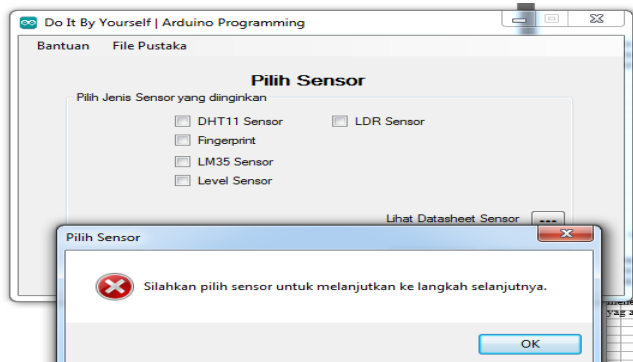 Do It By Yourself | Arduino Programming
Bantuan File Pustaka
Pilih Sensor
Pilih Jenis Sensor yang diinginkan
DHT11 Sensor LDR Sensor
Fingerprint
LM35 Sensor
Level Sensor
Lihat Datasheet Sensor ...
Pilih Sensor
Silahkan pilih sensor untuk melanjutkan ke langkah selanjutnya.
OK